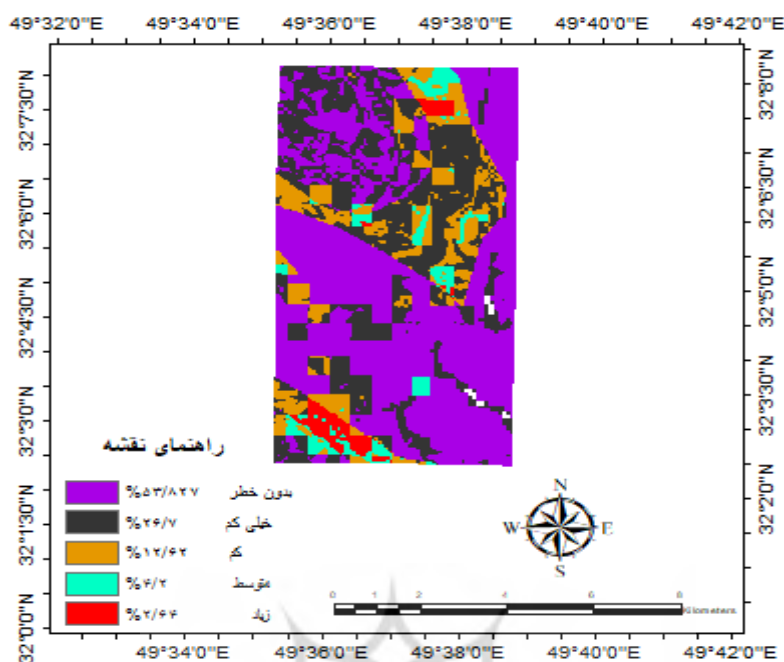 49°32'0"E 49°34'0"E 49°36'0"E 49°38'0"E 49°40'0"E 49°42'0"E
32°7'30"N
32°6'0"N
32°4'30"N
32°3'0"N
32°1'30"N
32°0'0"N
32°8'0"N
32°6'30"N
32°5'0"N
32°3'30"N
32°2'0"N
32°0'30"N
راهنمای نقشه
%۵۳/۸۲۷ بدون خطر
%۲۶/۷ خیلی کم
%۱۲/۶۲ کم
%۴/۲ متوسط
%۲/۶۴ زیاد
N
W E
S
0 1 2 4 6 8
Kilometers
49°34'0"E 49°36'0"E 49°38'0"E 49°40'0"E 49°42'0"E